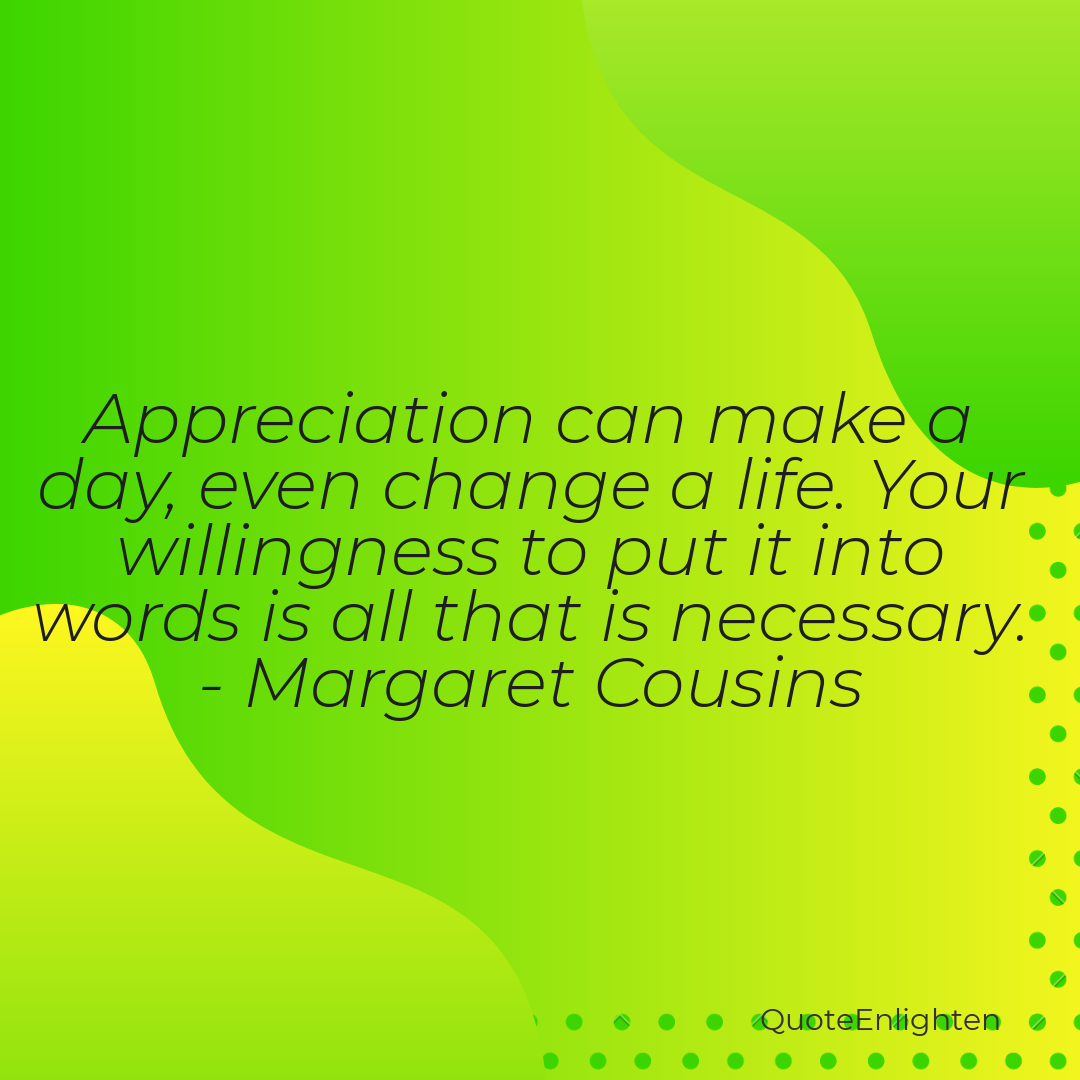 Appreciation can make a
day, even change a life. Your
willingness to put it into
words is all that is necessary.
- Margaret Cousins
QuoteEnlighten